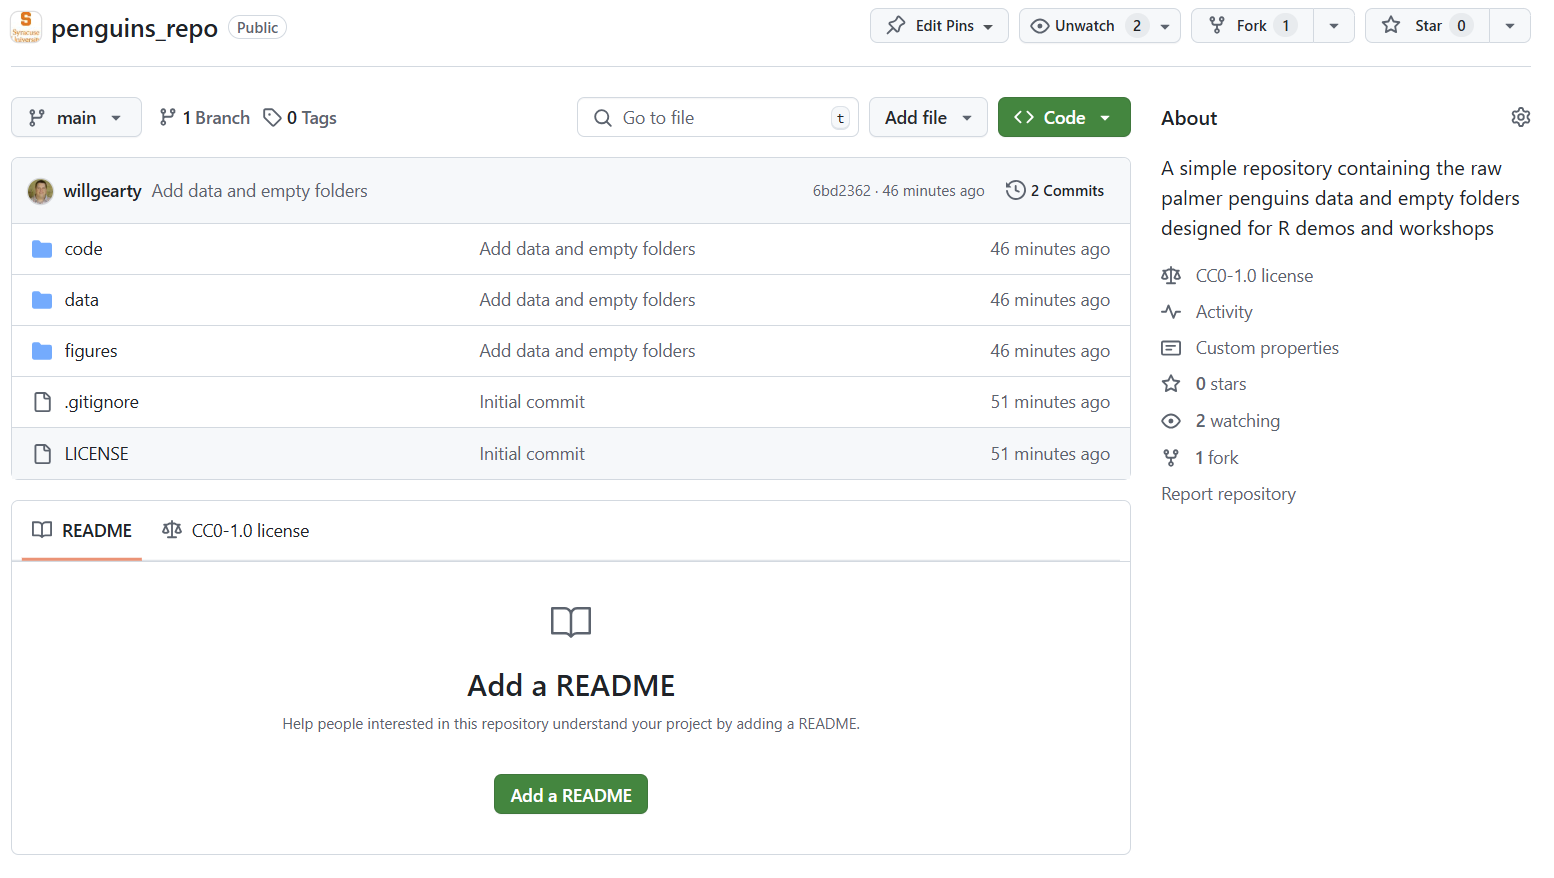 S
Syracuse
penguins_repo Public
Edit Pins
Unwatch 2
Fork 1
Star 0
main
1 Branch
0 Tags
Go to file
t
Add file
Code
willgearty Add data and empty folders
6bd2362 · 46 minutes ago
2 Commits
code Add data and empty folders 46 minutes ago
data Add data and empty folders 46 minutes ago
figures Add data and empty folders 46 minutes ago
.gitignore Initial commit 51 minutes ago
LICENSE Initial commit 51 minutes ago
README
CC0-1.0 license
Add a README
Help people interested in this repository understand your project by adding a README.
Add a README
About
A simple repository containing the raw
palmer penguins data and empty folders
designed for R demos and workshops
CC0-1.0 license
Activity
Custom properties
0 stars
2 watching
1 fork
Report repository